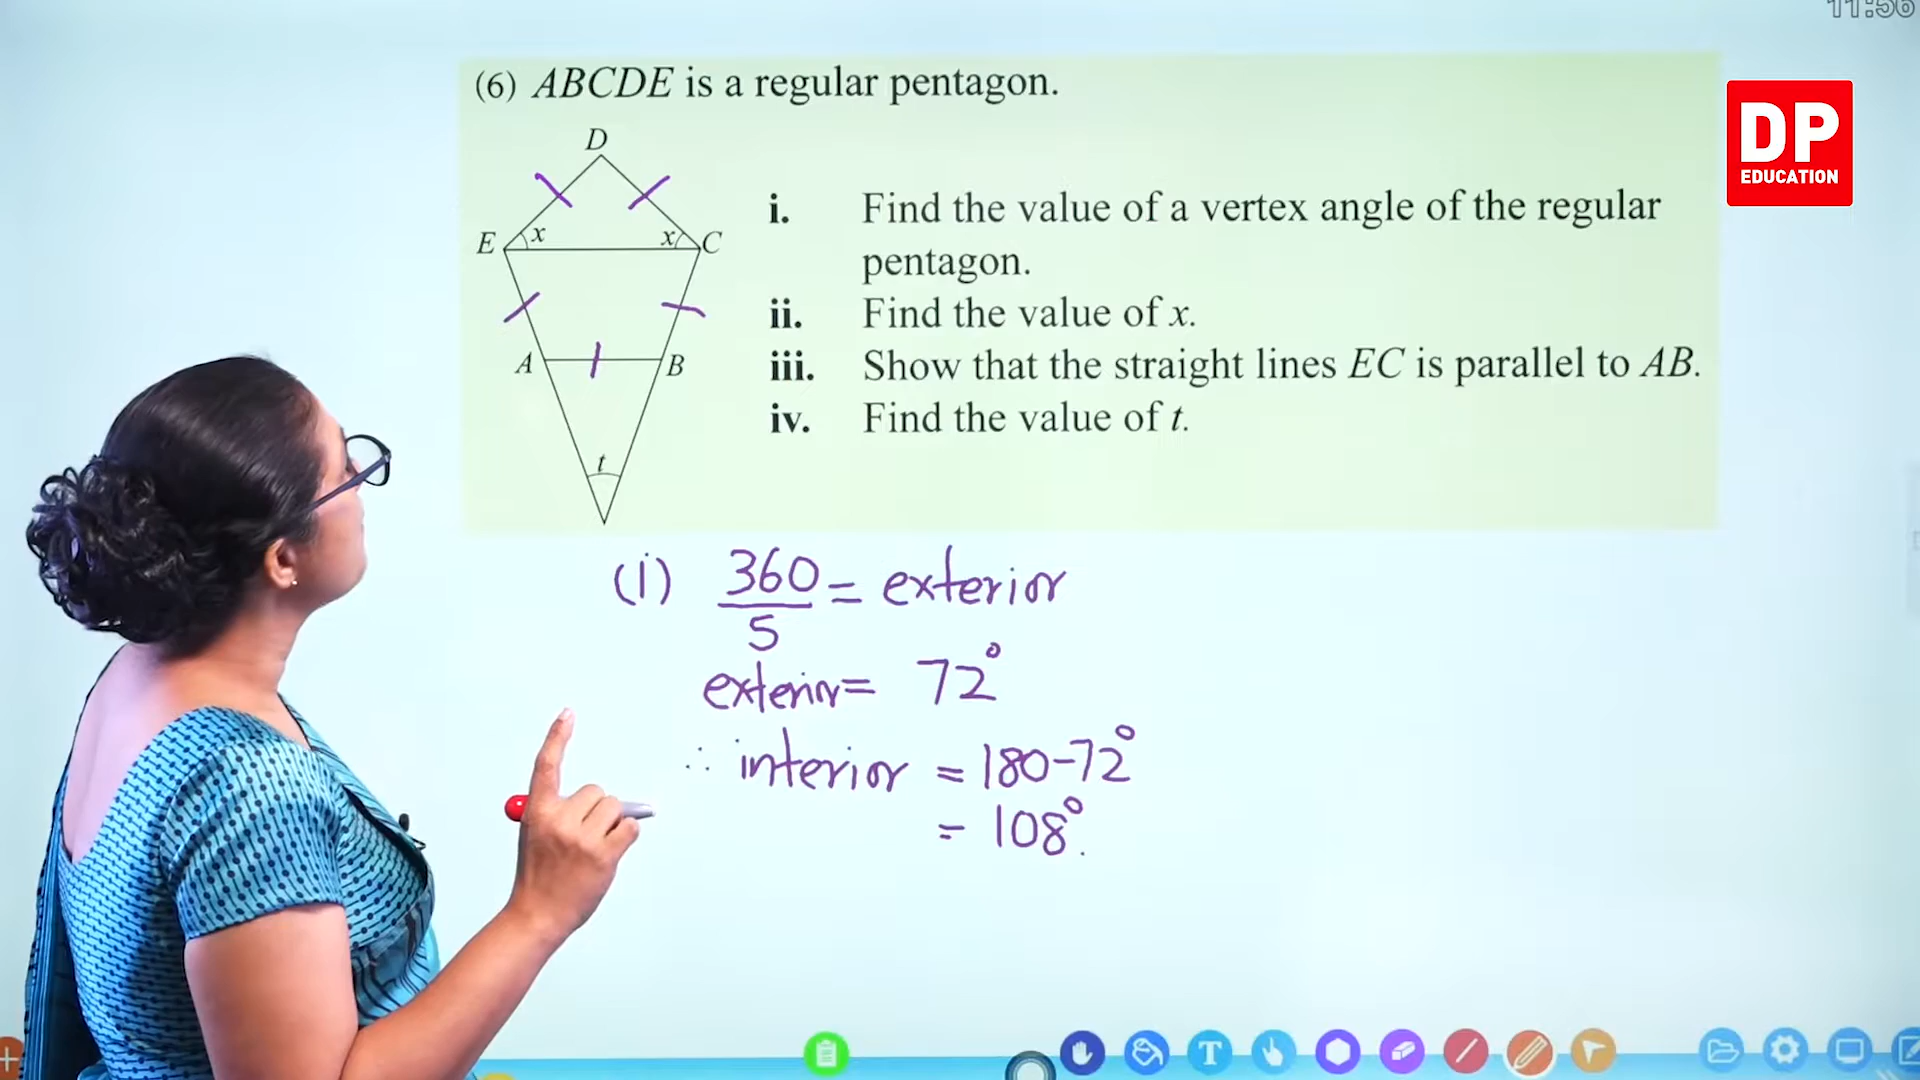 11:56
(6) ABCDE is a regular pentagon.
DP
EDUCATION
D
i. Find the value of a vertex angle of the regular
pentagon.
E x x C
ii. Find the value of x.
A B
iii. Show that the straight lines EC is parallel to AB.
iv. Find the value of t.
t
(i) 360/5 = exterior
exterior = 72°
∴ interior = 180-72°
= 108°.
T